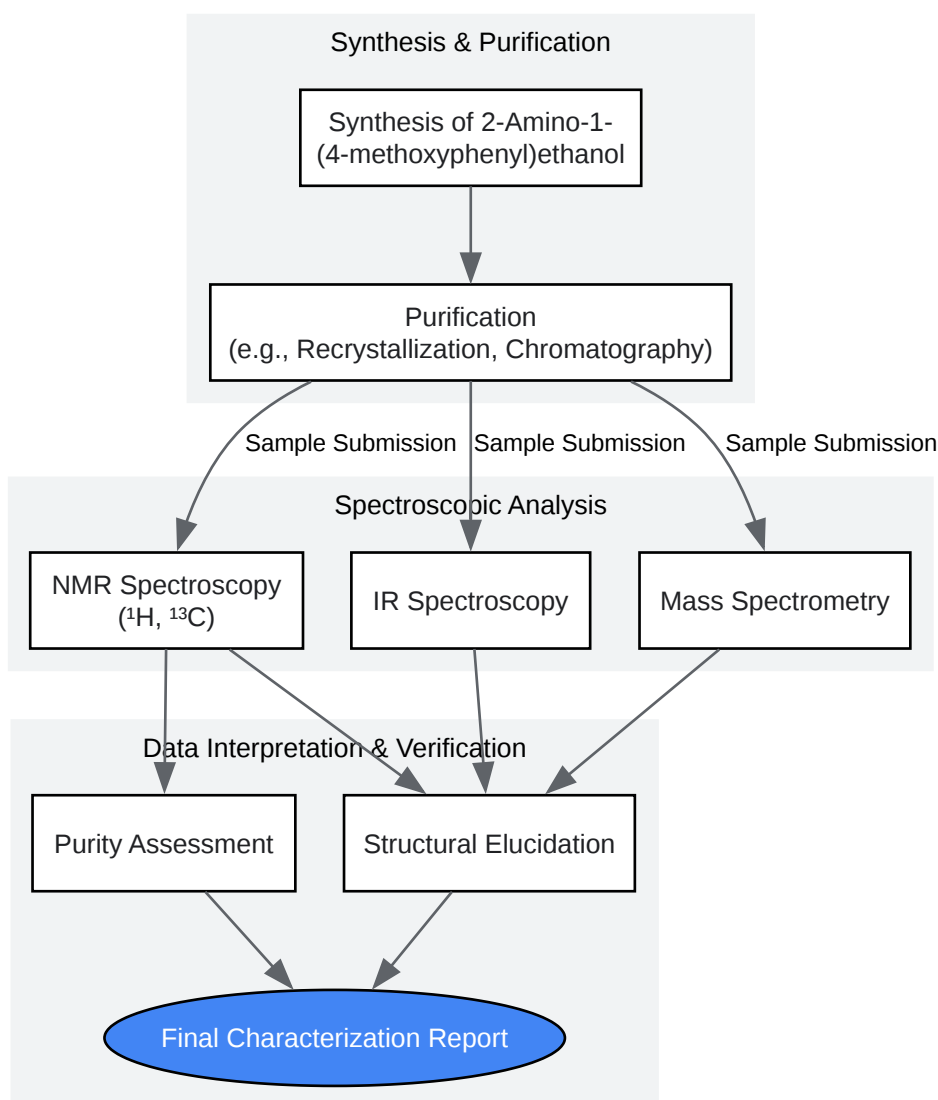 Synthesis & Purification
Synthesis of 2-Amino-1-
(4-methoxyphenyl)ethanol
Purification
(e.g., Recrystallization, Chromatography)
Sample Submission
Sample Submission
Sample Submission
Spectroscopic Analysis
NMR Spectroscopy
(¹H, ¹³C)
IR Spectroscopy
Mass Spectrometry
Data Interpretation & Verification
Purity Assessment
Structural Elucidation
Final Characterization Report